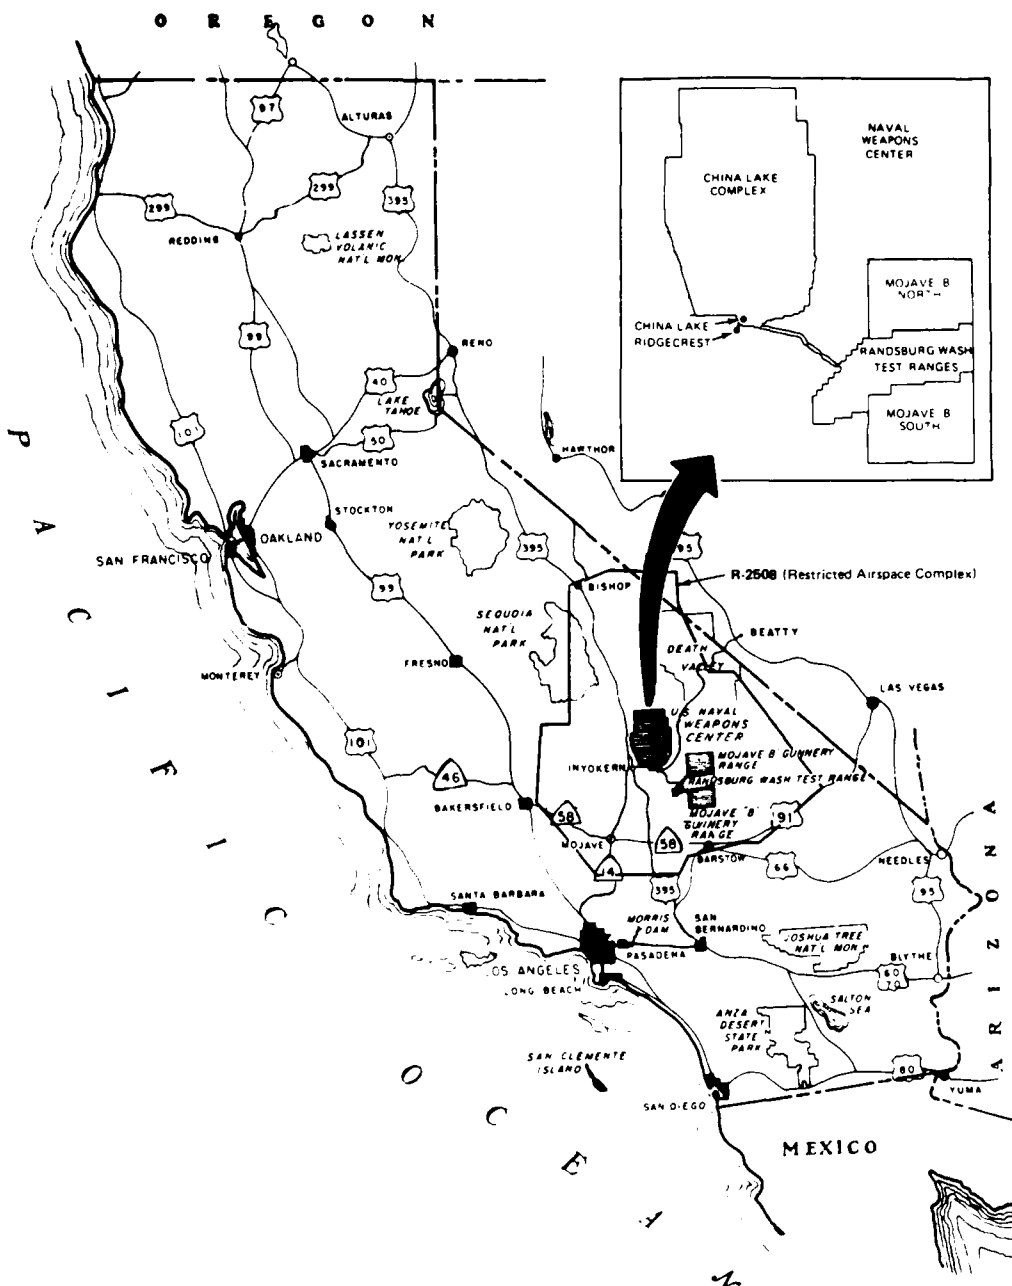 OREGON
97
ALTURAS
299
299
395
REDDING
LASSEN
VOLANIC
NAT'L MON
99
RENO
40
LAKE
TAHOE
101
50
SACRAMENTO
HAWTHOR
STOCKTON
OAKLAND
SAN FRANCISCO
YOSEMITE
NAT'L
PARK
395
95
99
BISHOP
R-2508 (Restricted Airspace Complex)
SEQUOIA
NAT'L
PARK
BEATTY
DEATH
VALLEY
FRESNO
MONTEREY
LAS VEGAS
U.S. NAVAL
WEAPONS
CENTER
101
46
INYOKERN
MOJAVE B GUNNERY
RANGE
RANDSBURG WASH TEST RANGE
MOJAVE B
GUNNERY
RANGE
BAKERSFIELD
58
91
MOJAVE
58
BARSTOW
66
NEEDLES
14
395
95
SANTA BARBARA
MORRIS
DAM
SAN
BERNARDINO
PASADENA
JOSHUA TREE
NAT'L MON
BLYTHE
LOS ANGELES
LONG BEACH
60
70
SALTON
SEA
ANZA
DESERT
STATE
PARK
SAN CLEMENTE
ISLAND
80
YUMA
SAN DIEGO
MEXICO
PACIFIC
OCEAN
ARIZONA
NAVAL
WEAPONS
CENTER
CHINA LAKE
COMPLEX
MOJAVE B
NORTH
CHINA LAKE
RIDGECREST
RANDSBURG WASH
TEST RANGES
MOJAVE B
SOUTH